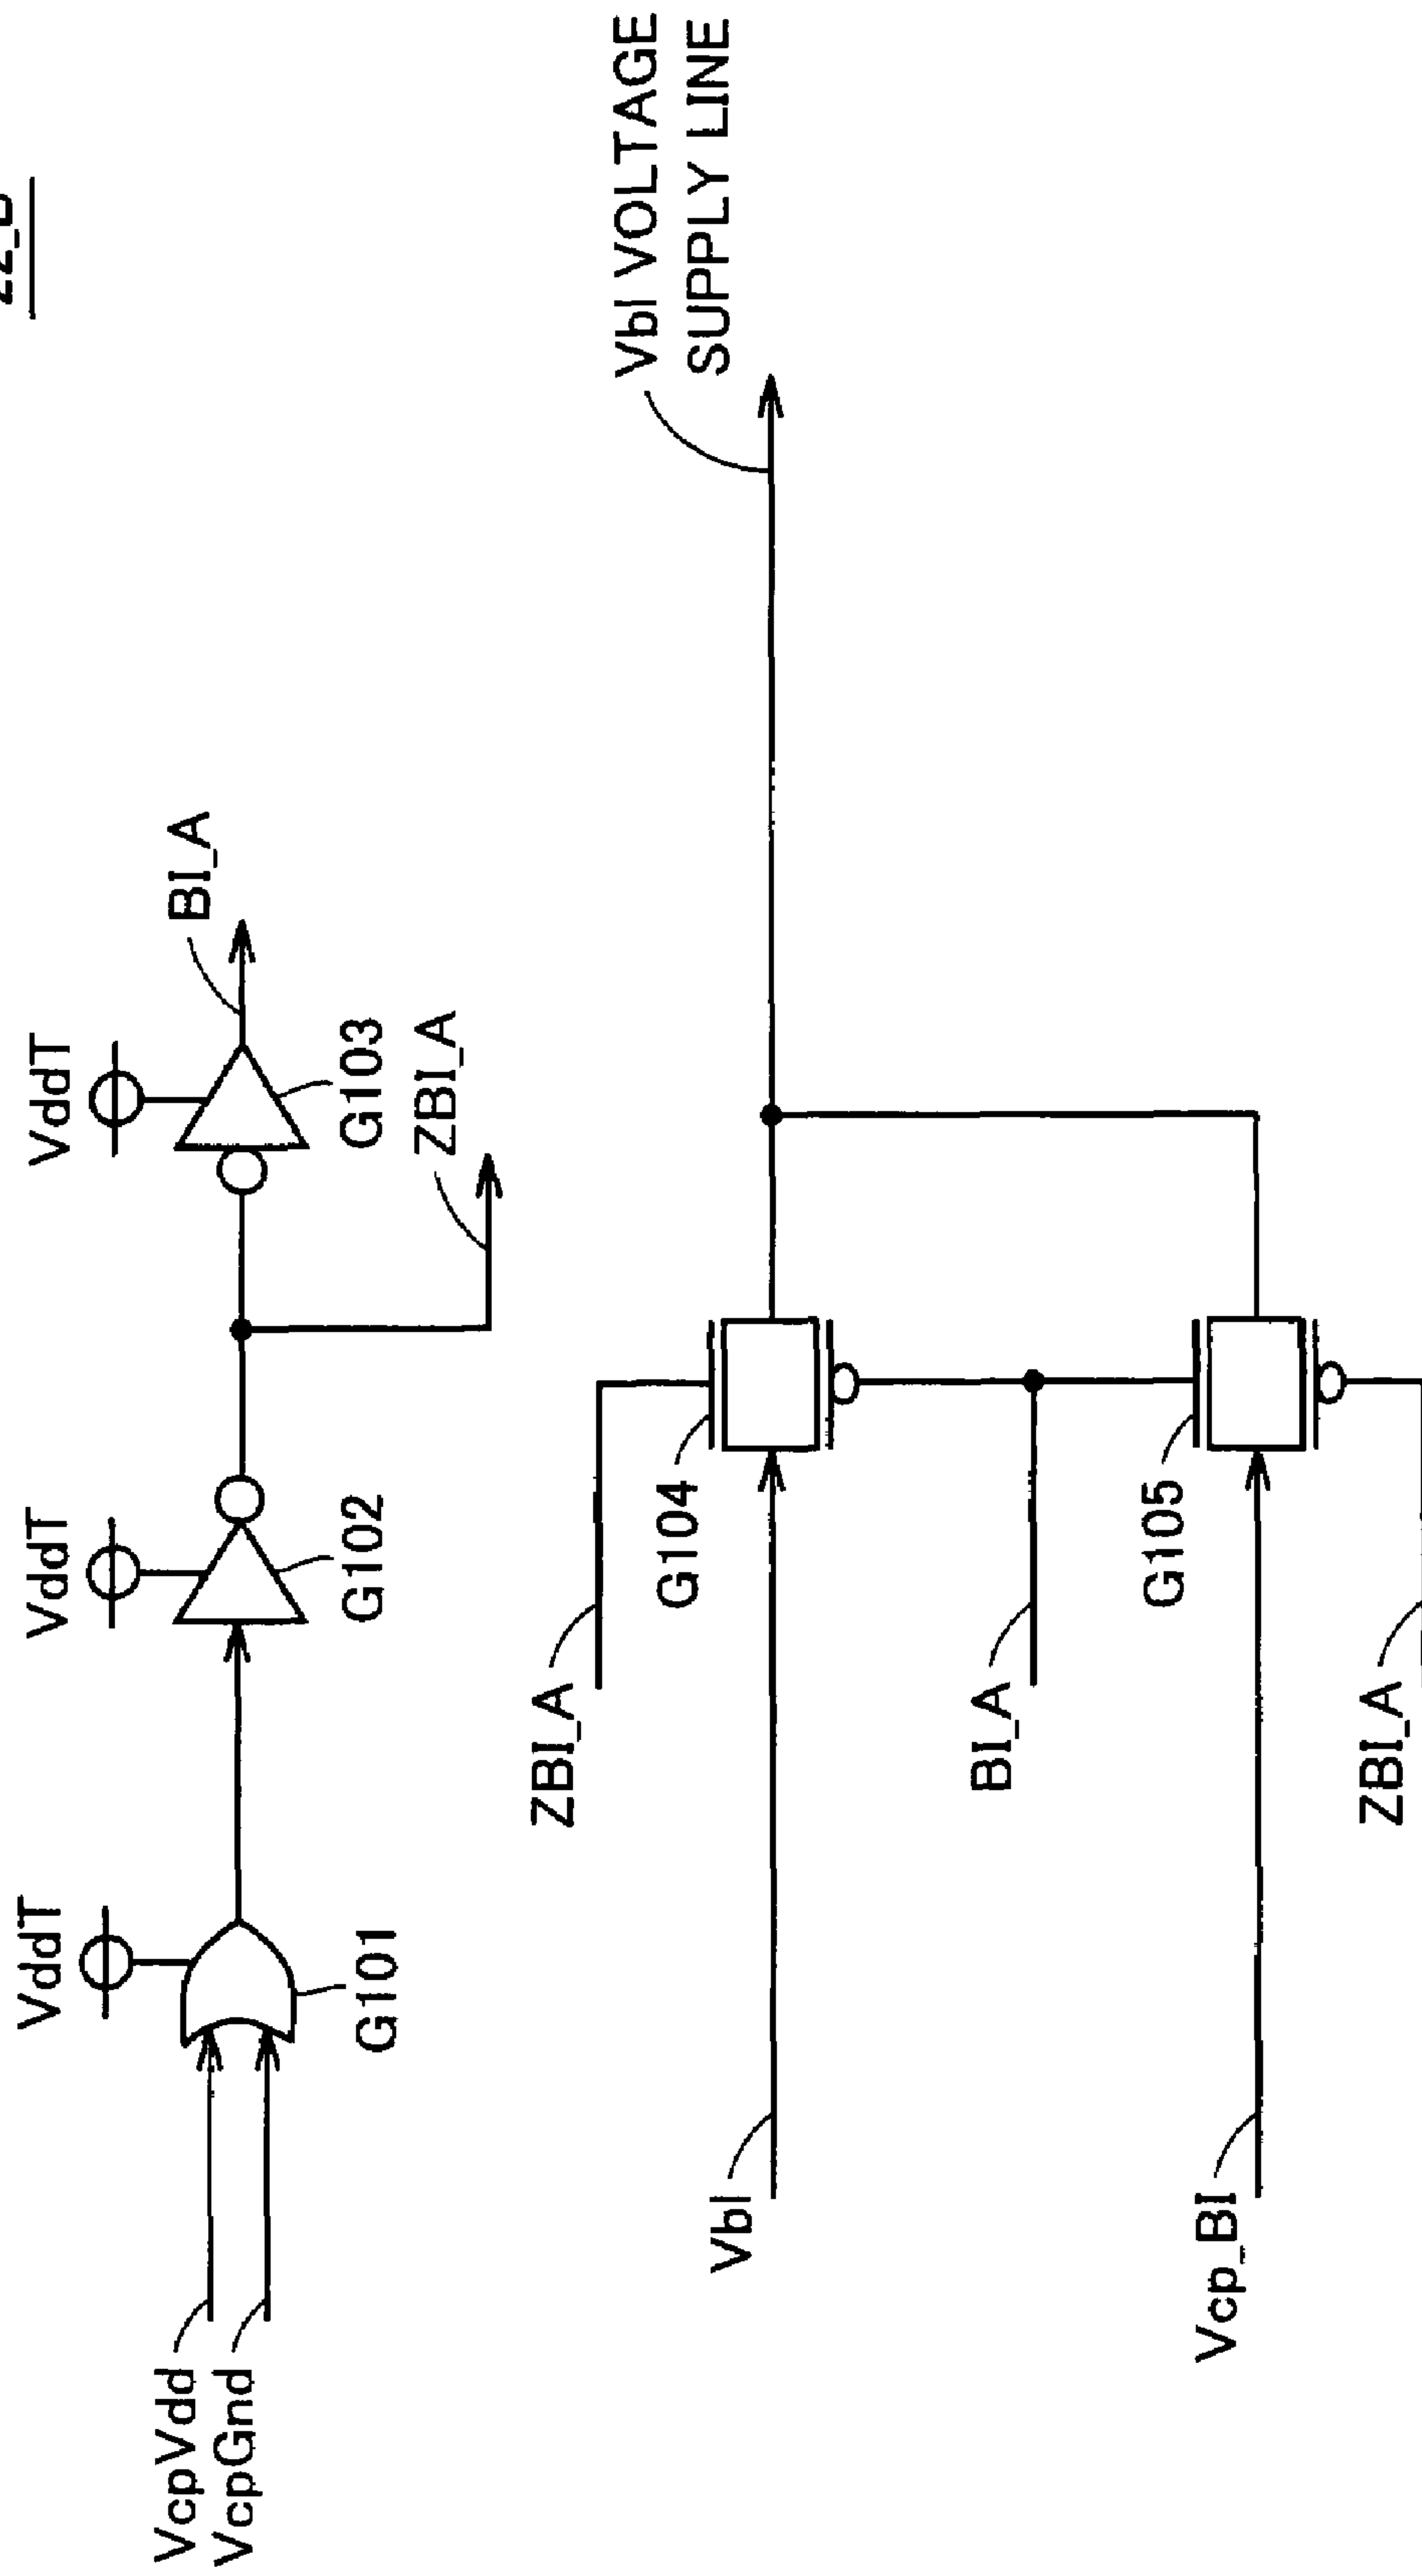 VddT
VddT
VddT
BI_A
VcpVdd
VcpGnd
G101
G102
G103
ZBI_A
ZBI_A
Vbl VOLTAGE
SUPPLY LINE
G104
Vbl
BI_A
G105
Vcp_BI
ZBI_A